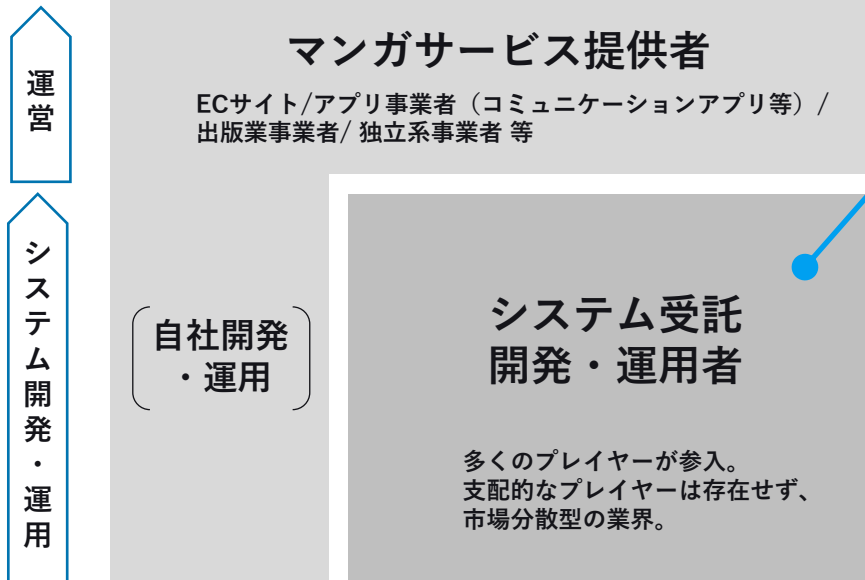 運営
マンガサービス提供者
ECサイト/アプリ事業者（コミュニケーションアプリ等）/
出版業事業者/ 独立系事業者 等
システム開発・運用
自社開発
・運用
システム受託
開発・運用者
多くのプレイヤーが参入。
支配的なプレイヤーは存在せず、
市場分散型の業界。